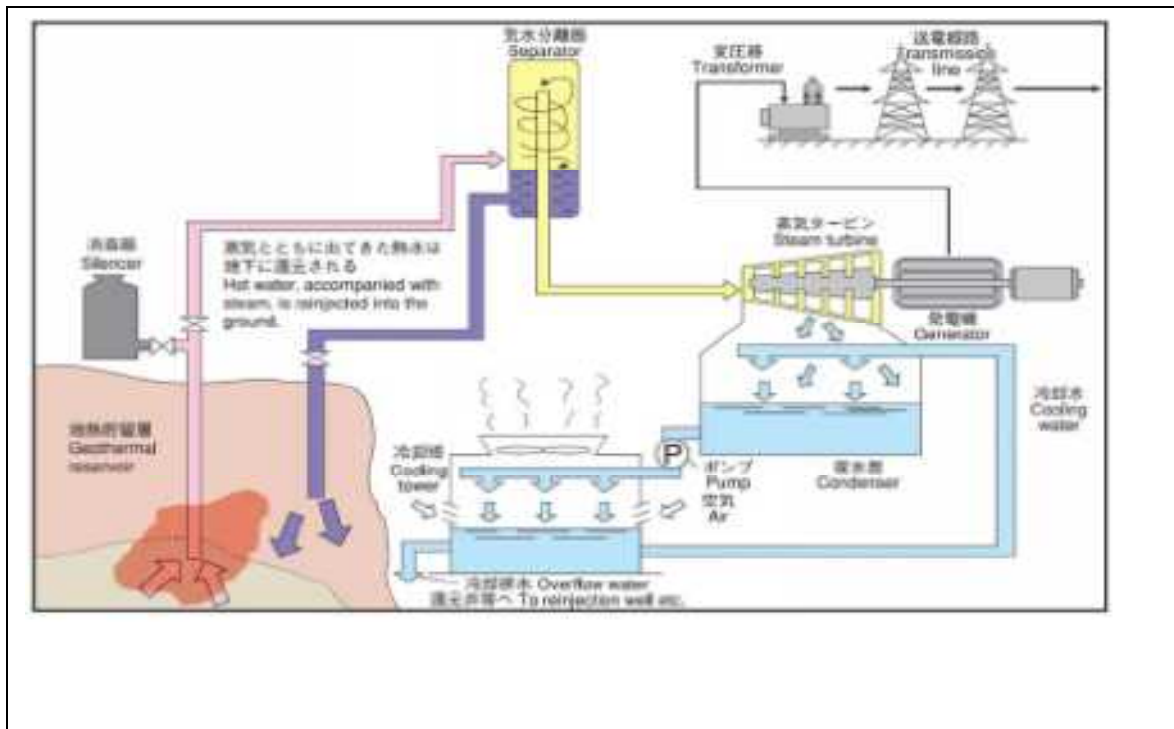 気水分離器
Separator
変圧器
Transformer
送電線路
Transmission
line
消音器
Silencer
蒸気とともに出てきた熱水は
地下に還元される
Hot water, accompanied with
steam, is reinjected into the
ground.
蒸気タービン
Steam turbine
発電機
Generator
地熱貯留層
Geothermal
reservoir
冷却塔
Cooling
tower
P
ポンプ
Pump
空気
Air
復水器
Condenser
冷却水
Cooling
water
冷却排水 Overflow water
還元井等へ To reinjection well etc.